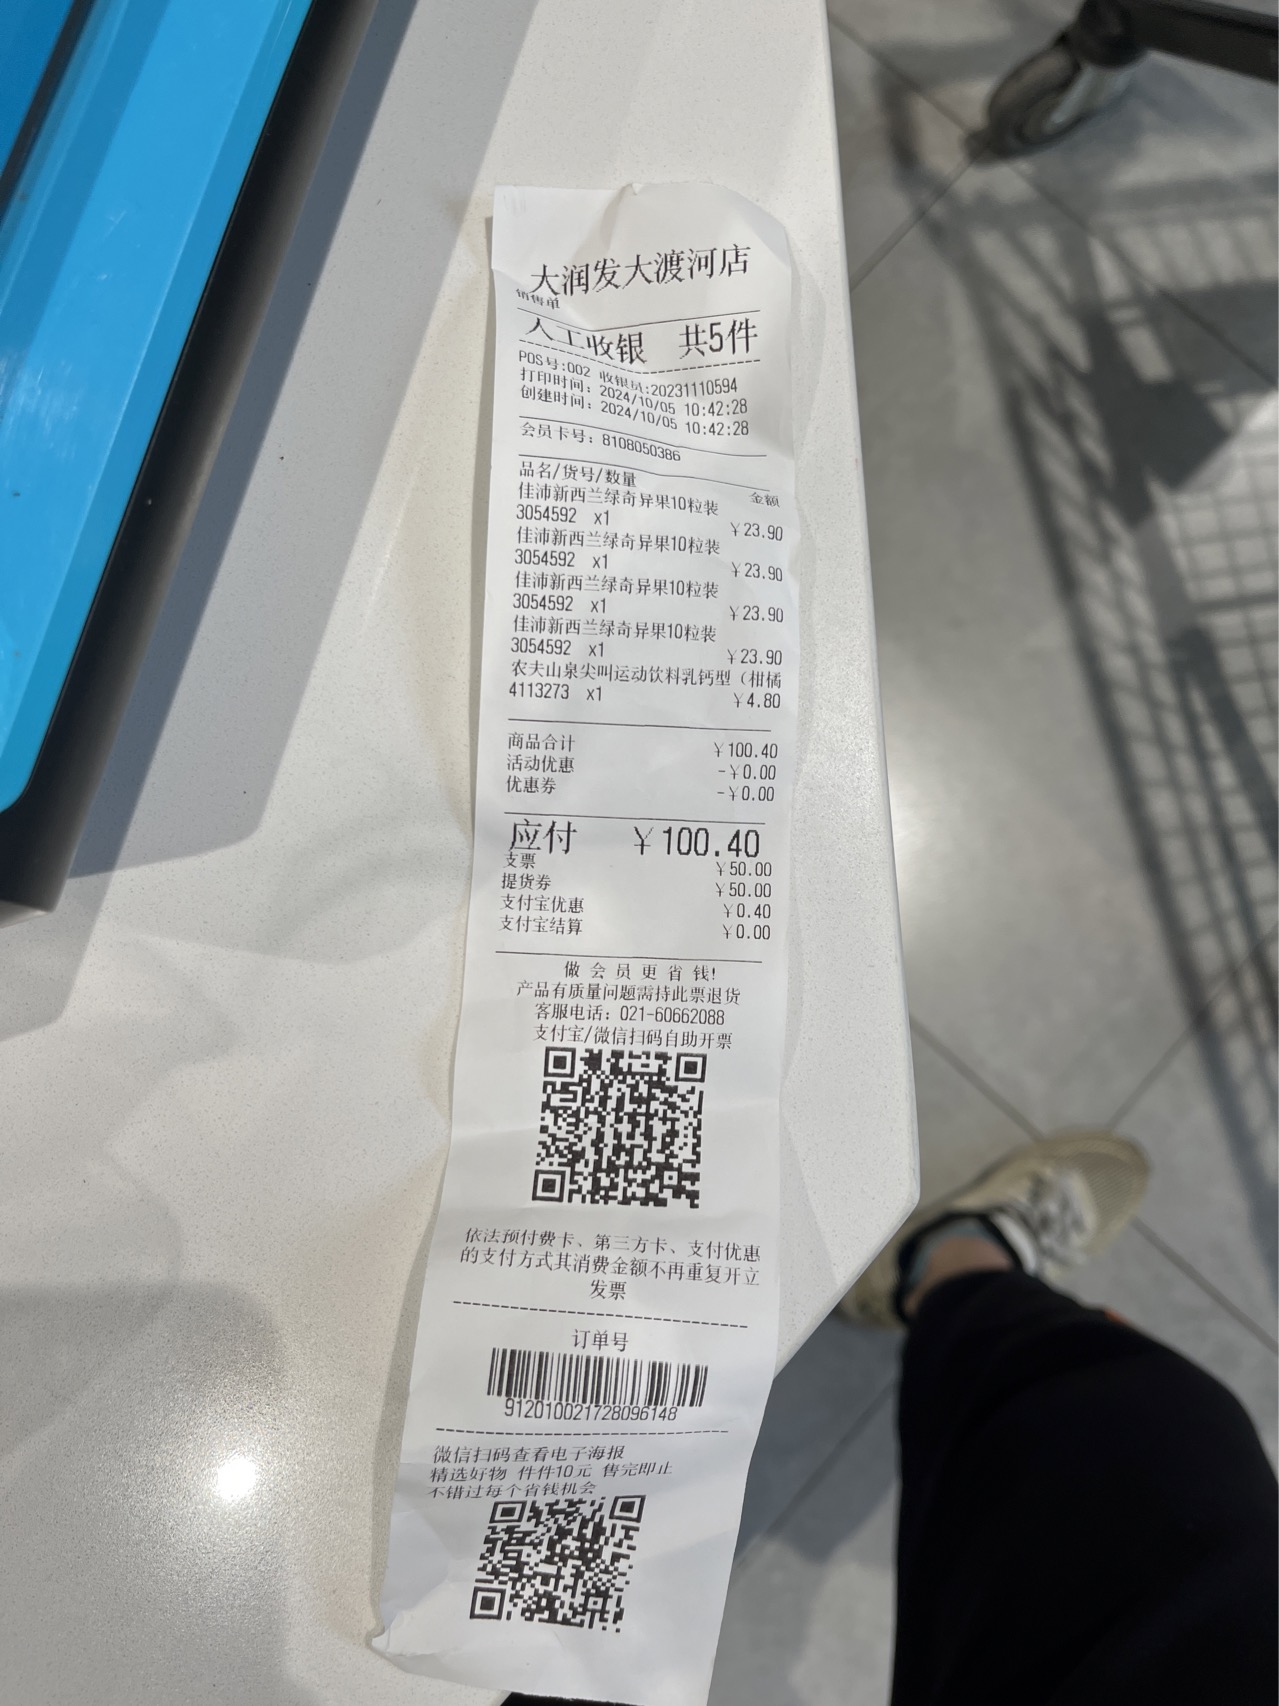 大润发大渡河店
销售单
人工收银 共5件
POS号:002 收银员:20231110594
打印时间: 2024/10/05 10:42:28
创建时间: 2024/10/05 10:42:28
会员卡号: 8108050386
品名/货号/数量 金额
佳沛新西兰绿奇异果10粒装
3054592 x1 ¥23.90
佳沛新西兰绿奇异果10粒装
3054592 x1 ¥23.90
佳沛新西兰绿奇异果10粒装
3054592 x1 ¥23.90
佳沛新西兰绿奇异果10粒装
3054592 x1 ¥23.90
农夫山泉尖叫运动饮料乳钙型（柑橘
4113273 x1 ¥4.80
商品合计 ¥100.40
活动优惠 -¥0.00
优惠券 -¥0.00
应付 ¥100.40
支票 ¥50.00
提货券 ¥50.00
支付宝优惠 ¥0.40
支付宝结算 ¥0.00
做 会 员 更 省 钱!
产品有质量问题需持此票退货
客服电话: 021-60662088
支付宝/微信扫码自助开票
依法预付费卡、第三方卡、支付优惠
的支付方式其消费金额不再重复开立
发票
订单号
912010021728096148
微信扫码查看电子海报
精选好物 件件10元 售完即止
不错过每个省钱机会